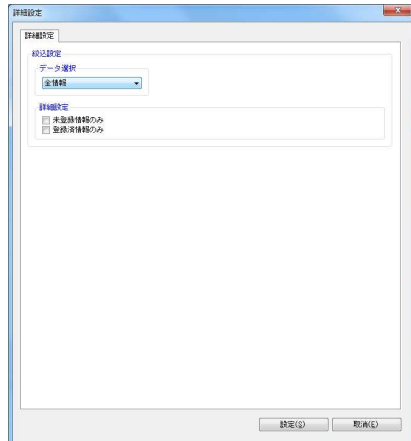 詳細設定
詳細設定
絞込設定
データ選択
全情報
詳細設定
未登録情報のみ
登録済情報のみ
設定(S)
取消(E)